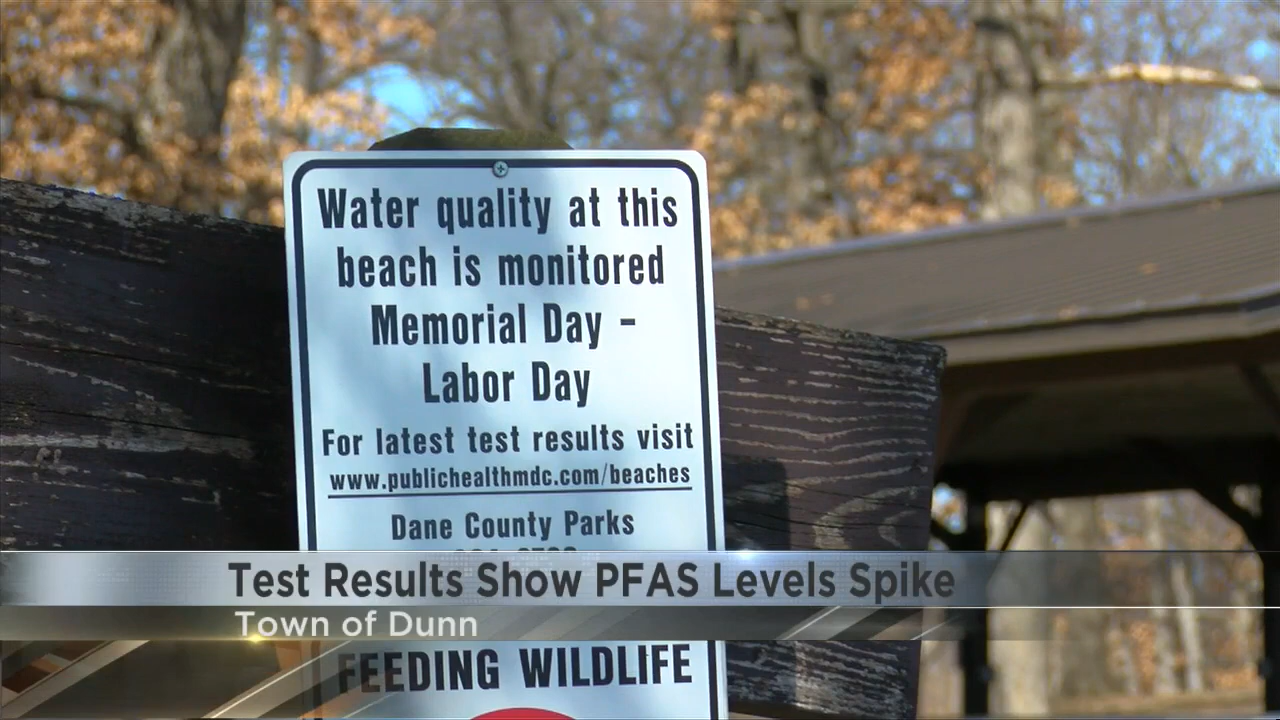 Water quality at this
beach is monitored
Memorial Day -
Labor Day
For latest test results visit
www.publichealthmdc.com/beaches
Dane County Parks
Test Results Show PFAS Levels Spike
Town of Dunn
FEEDING WILDLIFE